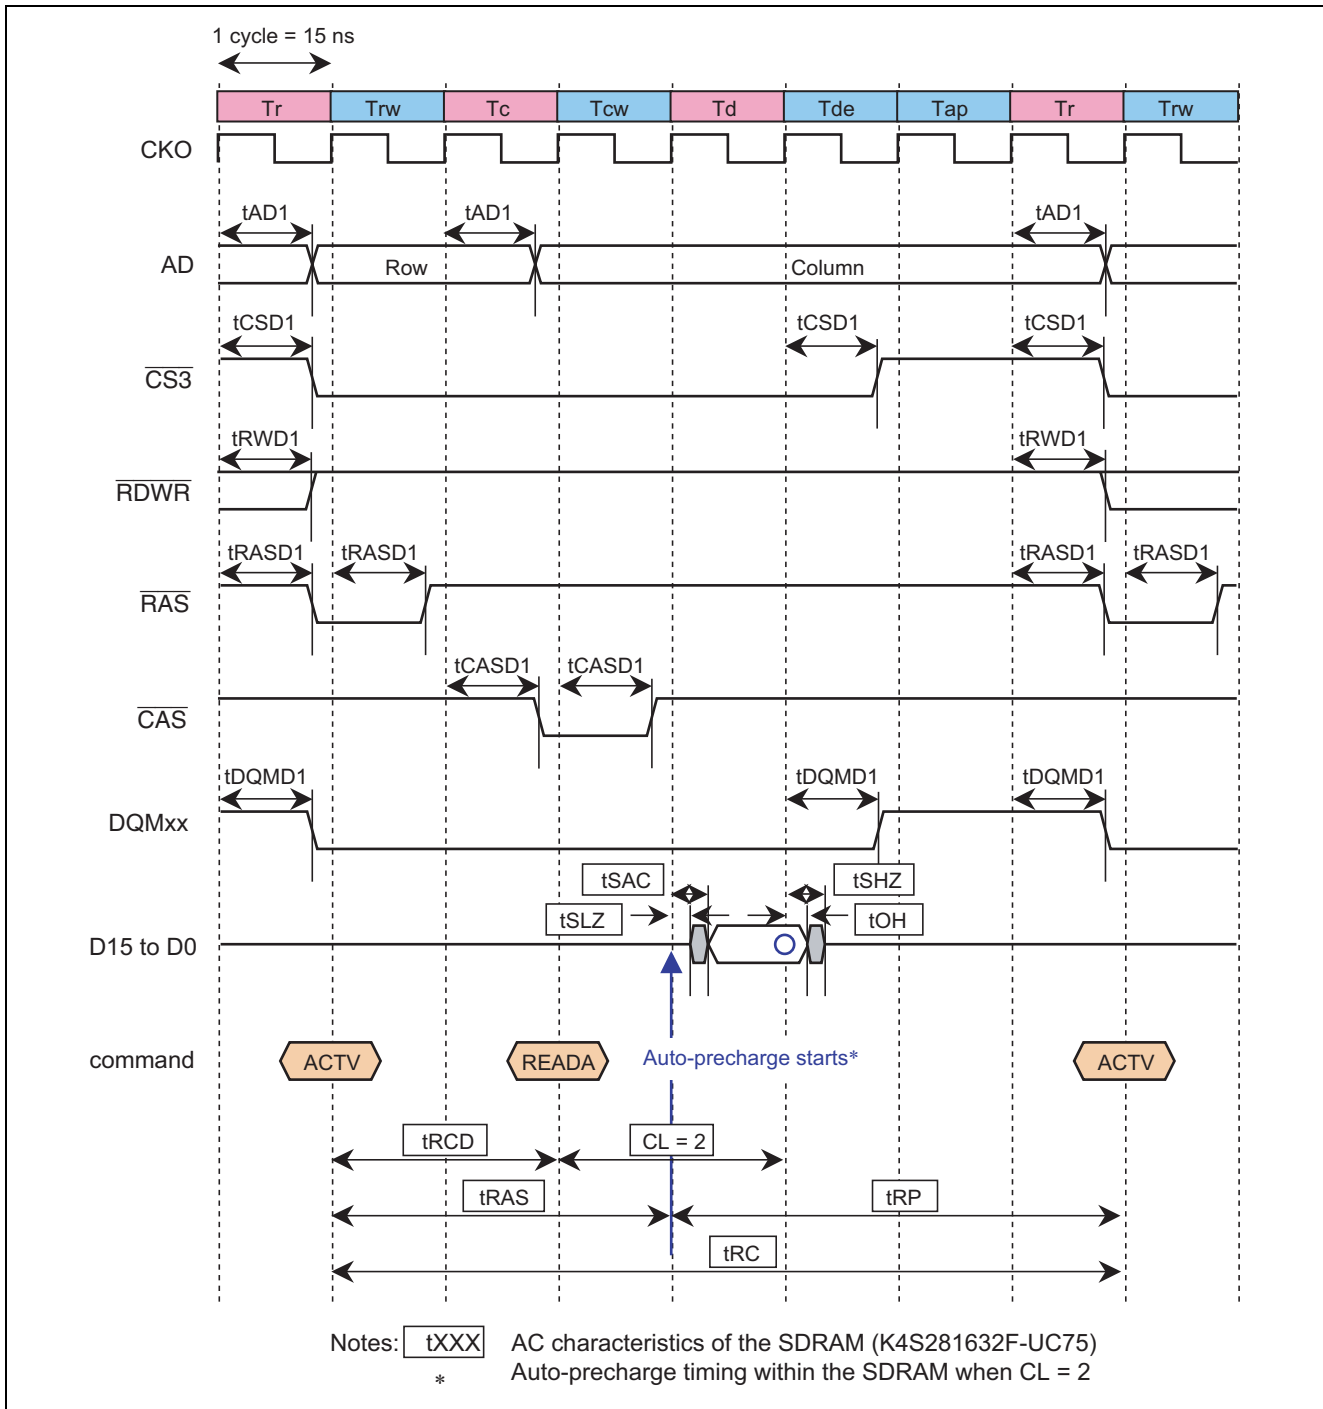 1 cycle = 15 ns
Tr Trw Tc Tcw Td Tde Tap Tr Trw
CKO
tAD1 tAD1 tAD1
AD Row Column
tCSD1 tCSD1 tCSD1
CS3
tRWD1 tRWD1
RDWR
tRASD1 tRASD1 tRASD1 tRASD1
RAS
tCASD1 tCASD1
CAS
tDQMD1 tDQMD1 tDQMD1
DQMxx
tSAC tSHZ
tSLZ tOH
D15 to D0
command ACTV READA Auto-precharge starts* ACTV
tRCD CL = 2
tRAS tRP
tRC
Notes: tXXX AC characteristics of the SDRAM (K4S281632F-UC75)
* Auto-precharge timing within the SDRAM when CL = 2